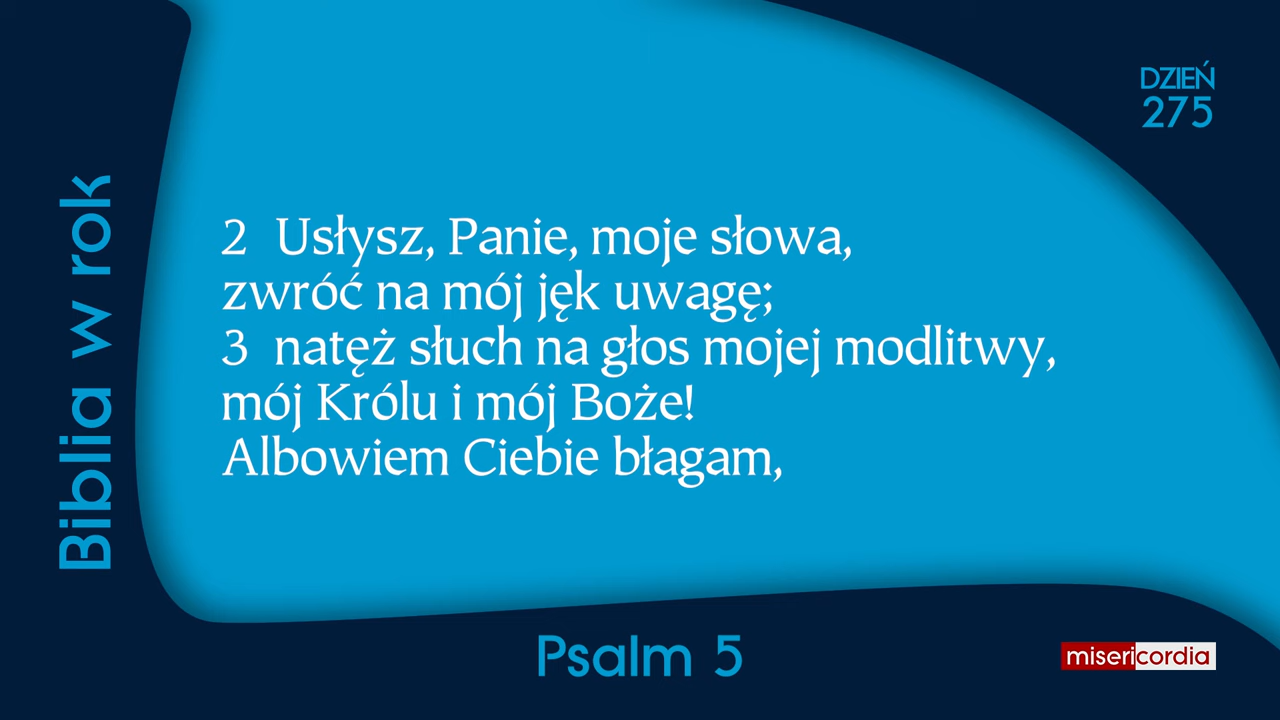 DZIEŃ
275
Biblia w rok
2 Usłysz, Panie, moje słowa,
zwróć na mój jęk uwagę;
3 natęż słuch na głos mojej modlitwy,
mój Królu i mój Boże!
Albowiem Ciebie błagam,
Psalm 5
misericordia